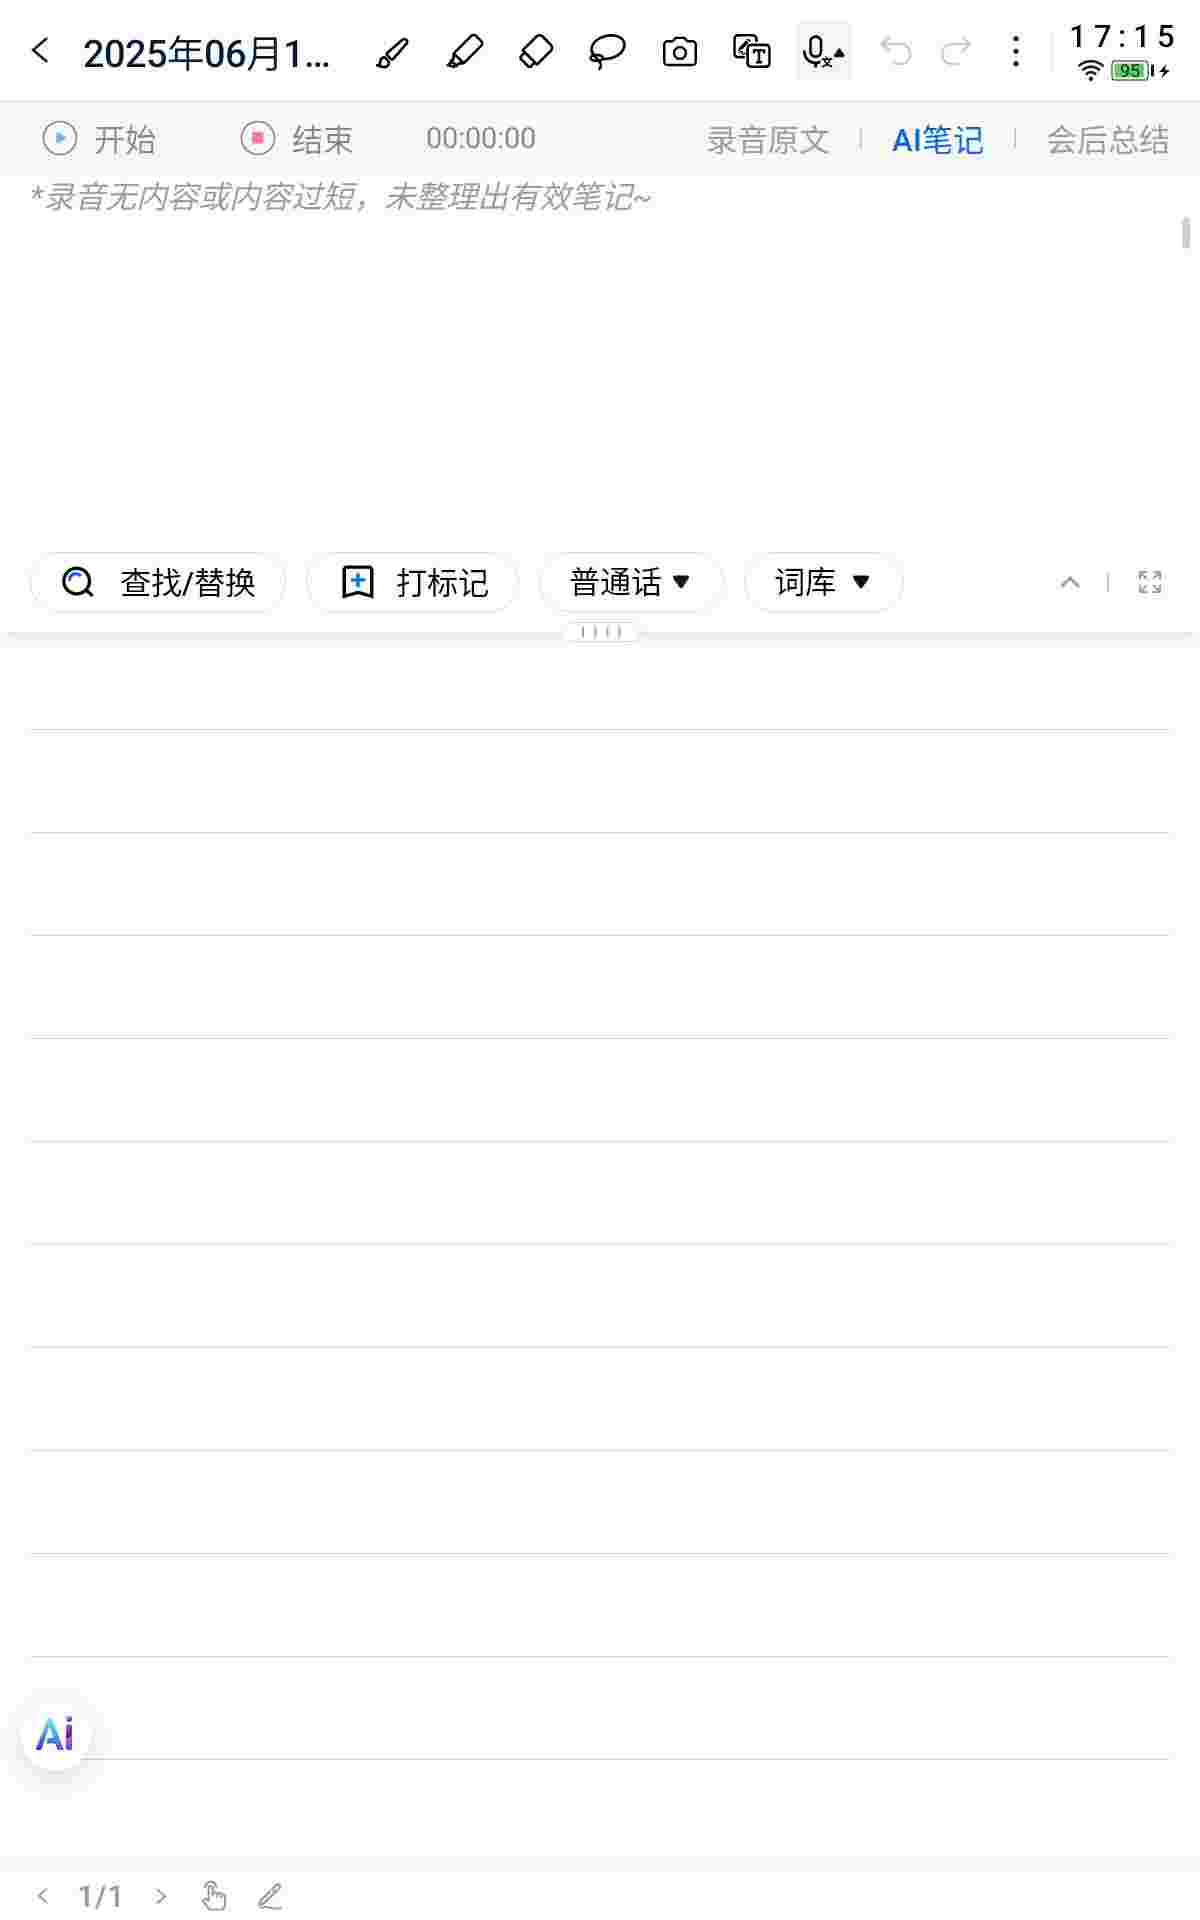 2025年06月1...
17:15
95
开始 结束 00:00:00 录音原文 AI笔记 会后总结
*录音无内容或内容过短，未整理出有效笔记~
查找/替换 打标记 普通话 词库
Ai
1/1